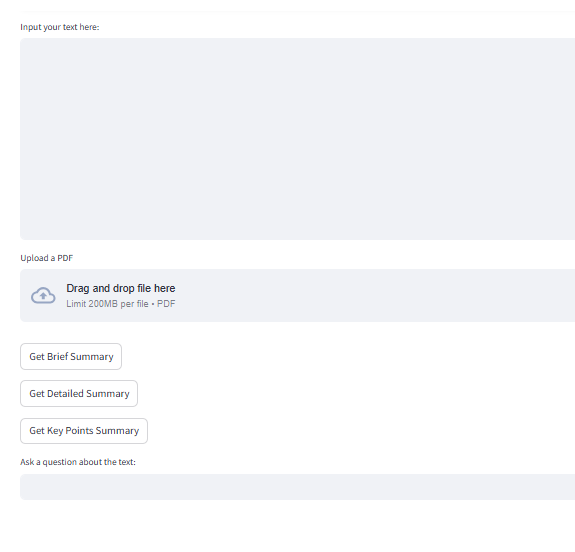 Input your text here:
Upload a PDF
Drag and drop file here
Limit 200MB per file • PDF
Get Brief Summary
Get Detailed Summary
Get Key Points Summary
Ask a question about the text: